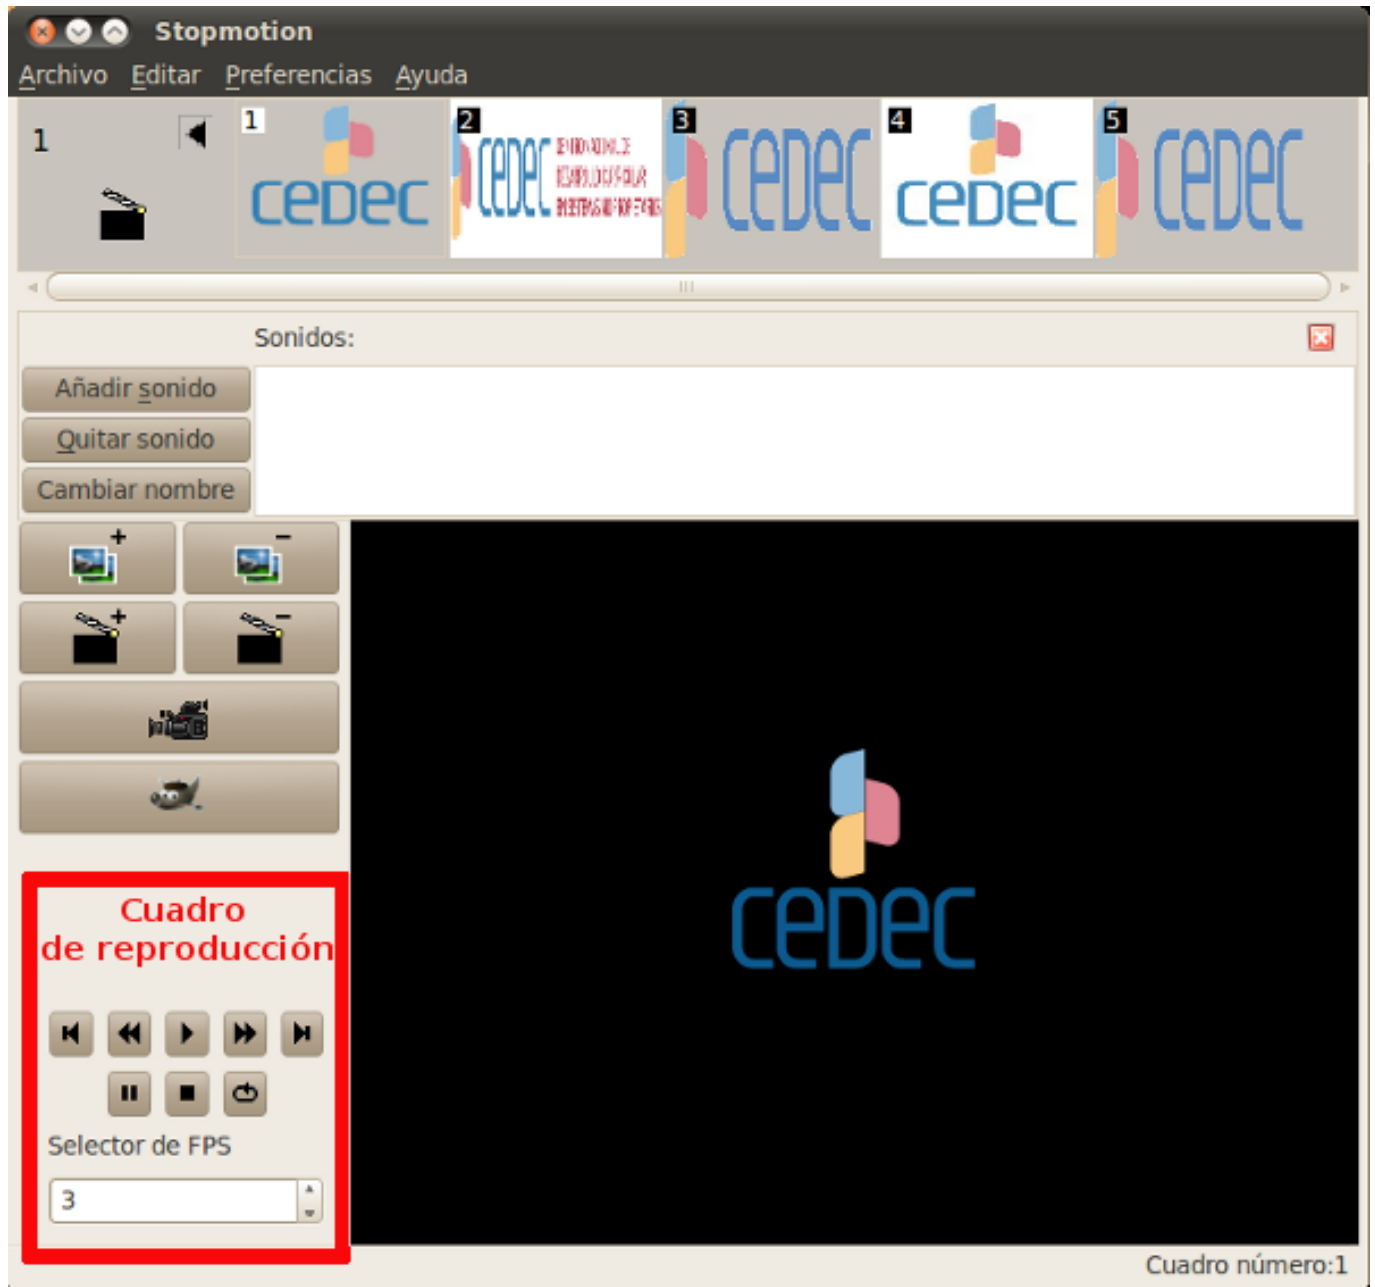 Stopmotion
Archivo Editar Preferencias Ayuda
1
1
cedec
2
cedec
3
cedec
4
cedec
5
cedec
Sonidos:
Añadir sonido
Quitar sonido
Cambiar nombre
+
-
+
-
cedec
Cuadro
de reproducción
Selector de FPS
3
Cuadro número:1